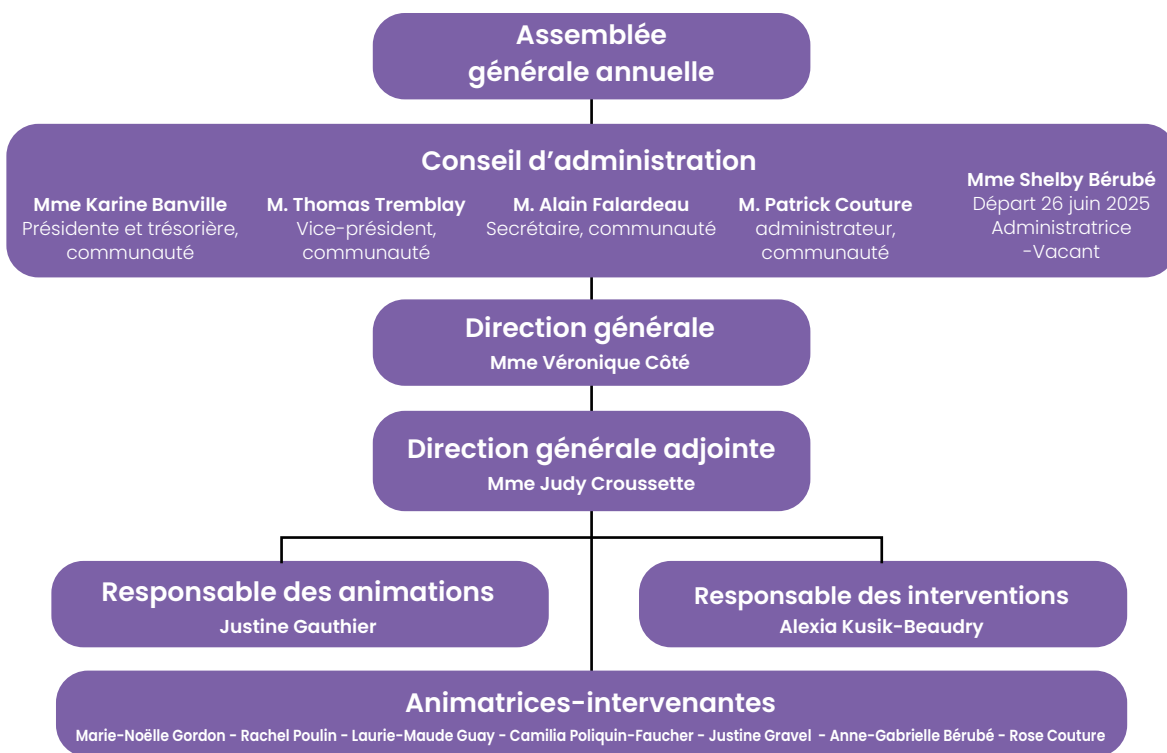 Assemblée
générale annuelle
Conseil d’administration
Mme Karine Banville
Présidente et trésorière,
communauté
M. Thomas Tremblay
Vice-président,
communauté
M. Alain Falardeau
Secrétaire, communauté
M. Patrick Couture
administrateur,
communauté
Mme Shelby Bérubé
Départ 26 juin 2025
Administratrice
-Vacant
Direction générale
Mme Véronique Côté
Direction générale adjointe
Mme Judy Croussette
Responsable des animations
Justine Gauthier
Responsable des interventions
Alexia Kusik-Beaudry
Animatrices-intervenantes
Marie-Noëlle Gordon - Rachel Poulin - Laurie-Maude Guay - Camilia Poliquin-Faucher - Justine Gravel - Anne-Gabrielle Bérubé - Rose Couture